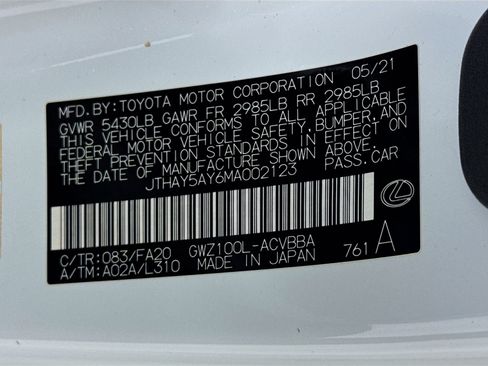 MFD.BY: TOYOTA MOTOR CORPORATION 05/21
GVWR 5430LB GAWR FR 2985LB RR 2985LB
THIS VEHICLE CONFORMS TO ALL APPLICABLE
FEDERAL MOTOR VEHICLE SAFETY, BUMPER, AND
THEFT PREVENTION STANDARDS IN EFFECT ON
THE DATE OF MANUFACTURE SHOWN ABOVE.
JTHAY5AY6MA002123 PASS.CAR
C/TR: 083/FA20 GWZ100L-ACVBBA
A/TM: A02A/L310 MADE IN JAPAN 761 A